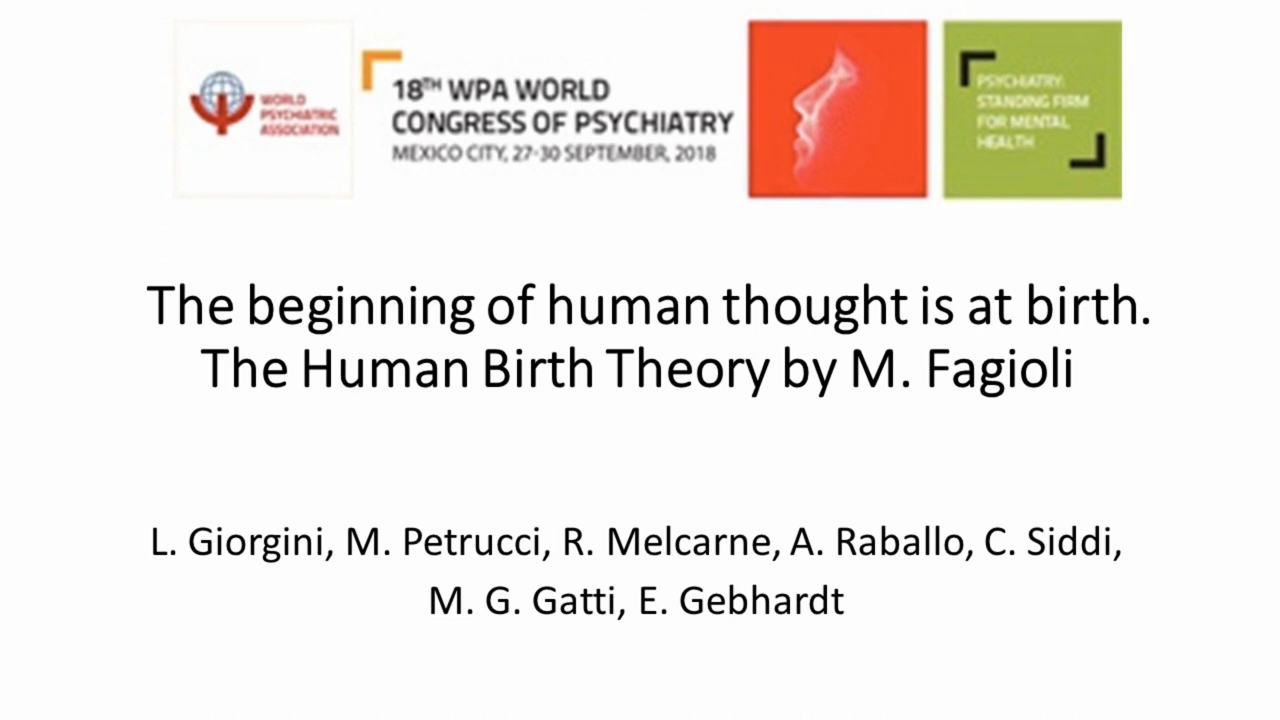 WORLD
PSYCHIATRIC
ASSOCIATION
18TH WPA WORLD
CONGRESS OF PSYCHIATRY
MEXICO CITY, 27-30 SEPTEMBER, 2018
PSYCHIATRY:
STANDING FIRM
FOR MENTAL
HEALTH
The beginning of human thought is at birth.
The Human Birth Theory by M. Fagioli
L. Giorgini, M. Petrucci, R. Melcarne, A. Raballo, C. Siddi,
M. G. Gatti, E. Gebhardt